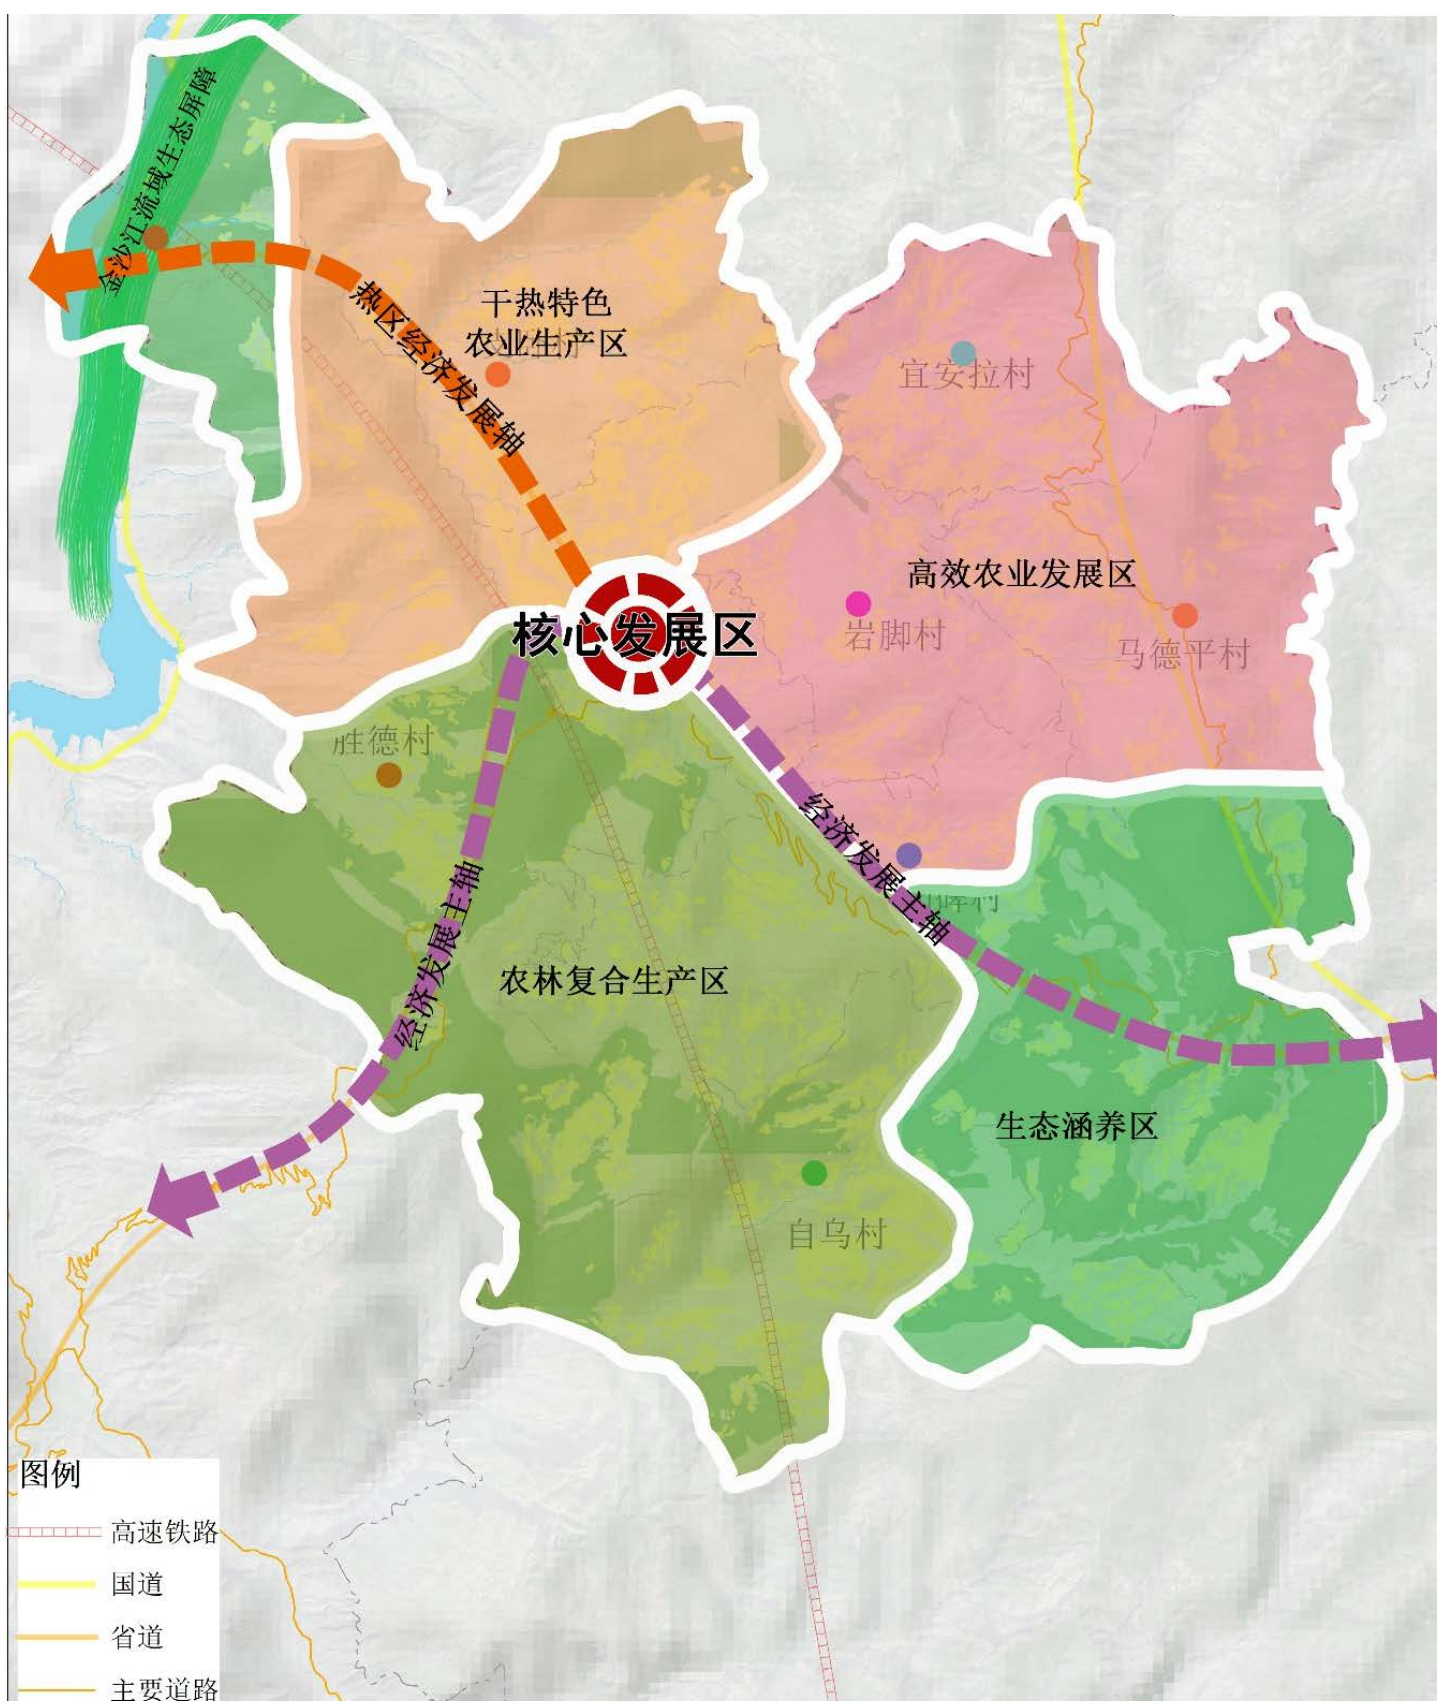 金沙江流域生态屏障
干热特色
农业生产区
热区经济发展轴
宜安拉村
高效农业发展区
岩脚村
马德平村
核心发展区
胜德村
经济发展主轴
经济发展主轴
农林复合生产区
生态涵养区
自乌村
图例
高速铁路
国道
省道
主要道路